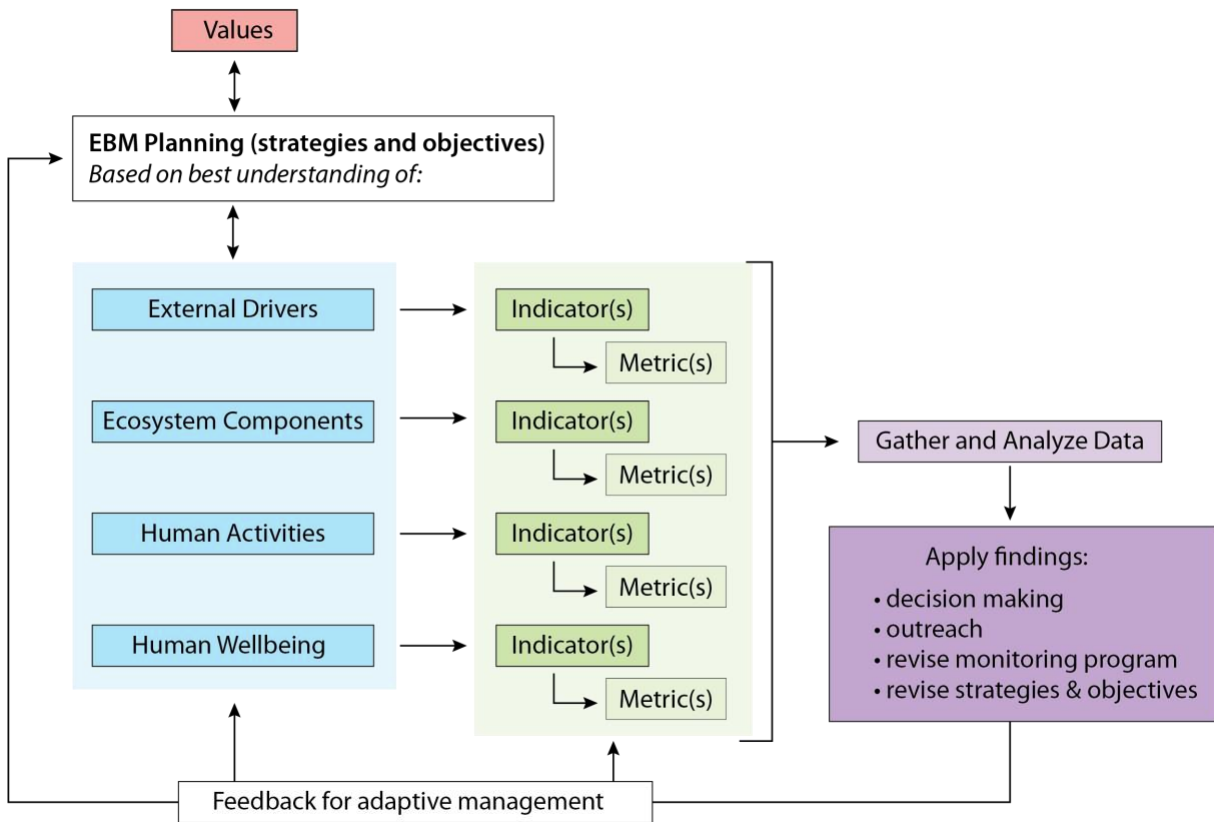 Values
EBM Planning (strategies and objectives)
Based on best understanding of:
External Drivers
Indicator(s)
Metric(s)
Ecosystem Components
Indicator(s)
Metric(s)
Human Activities
Indicator(s)
Metric(s)
Human Wellbeing
Indicator(s)
Metric(s)
Gather and Analyze Data
Apply findings:
• decision making
• outreach
• revise monitoring program
• revise strategies & objectives
Feedback for adaptive management